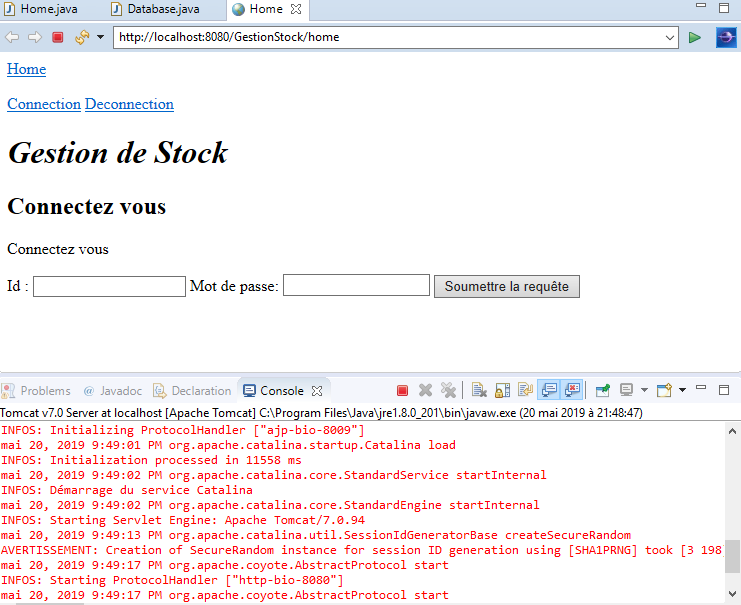 Home.java Database.java Home
http://localhost:8080/GestionStock/home
Home
Connection Deconnection
Gestion de Stock
Connectez vous
Connectez vous
Id : Mot de passe: Soumettre la requête
Problems @ Javadoc Declaration Console
Tomcat v7.0 Server at localhost [Apache Tomcat] C:\Program Files\Java\jre1.8.0_201\bin\javaw.exe (20 mai 2019 à 21:48:47)
INFOS: Initializing ProtocolHandler ["ajp-bio-8009"]
mai 20, 2019 9:49:01 PM org.apache.catalina.startup.Catalina load
INFOS: Initialization processed in 11558 ms
mai 20, 2019 9:49:02 PM org.apache.catalina.core.StandardService startInternal
INFOS: Démarrage du service Catalina
mai 20, 2019 9:49:02 PM org.apache.catalina.core.StandardEngine startInternal
INFOS: Starting Servlet Engine: Apache Tomcat/7.0.94
mai 20, 2019 9:49:13 PM org.apache.catalina.util.SessionIdGeneratorBase createSecureRandom
AVERTISSEMENT: Creation of SecureRandom instance for session ID generation using [SHA1PRNG] took [3 198
mai 20, 2019 9:49:17 PM org.apache.coyote.AbstractProtocol start
INFOS: Starting ProtocolHandler ["http-bio-8080"]
mai 20, 2019 9:49:17 PM org.apache.coyote.AbstractProtocol start